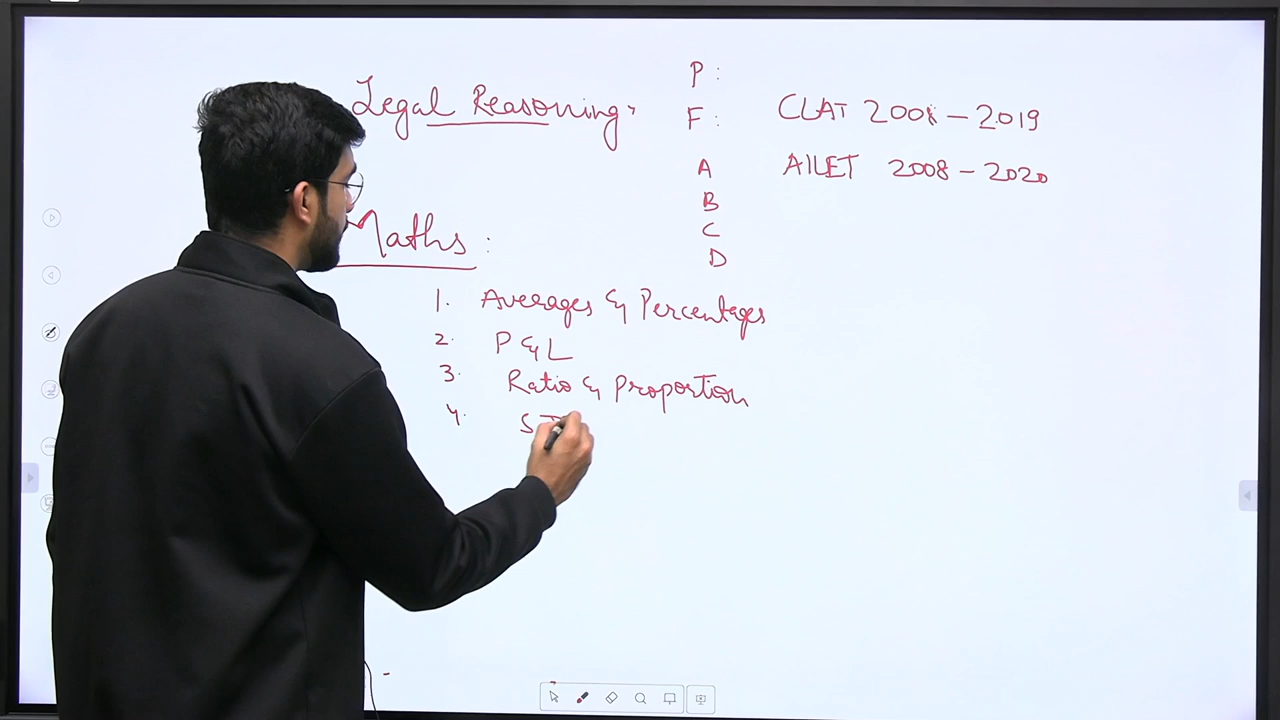 P :
Legal Reasoning,
F : CLAT 2008 - 2019
A AILET 2008 - 2020
B
C
D
Maths :
1. Averages & Percentages
2. P & L
3. Ratio & Proportion
4. S